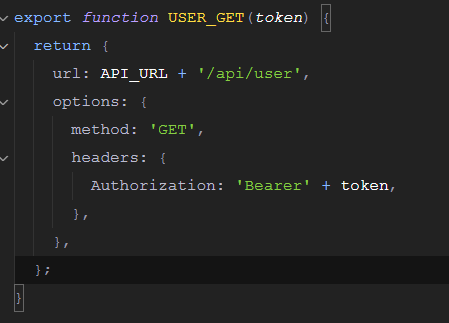 export function USER_GET(token) {
return {
url: API_URL + '/api/user',
options: {
method: 'GET',
headers: {
Authorization: 'Bearer' + token,
},
},
};
}